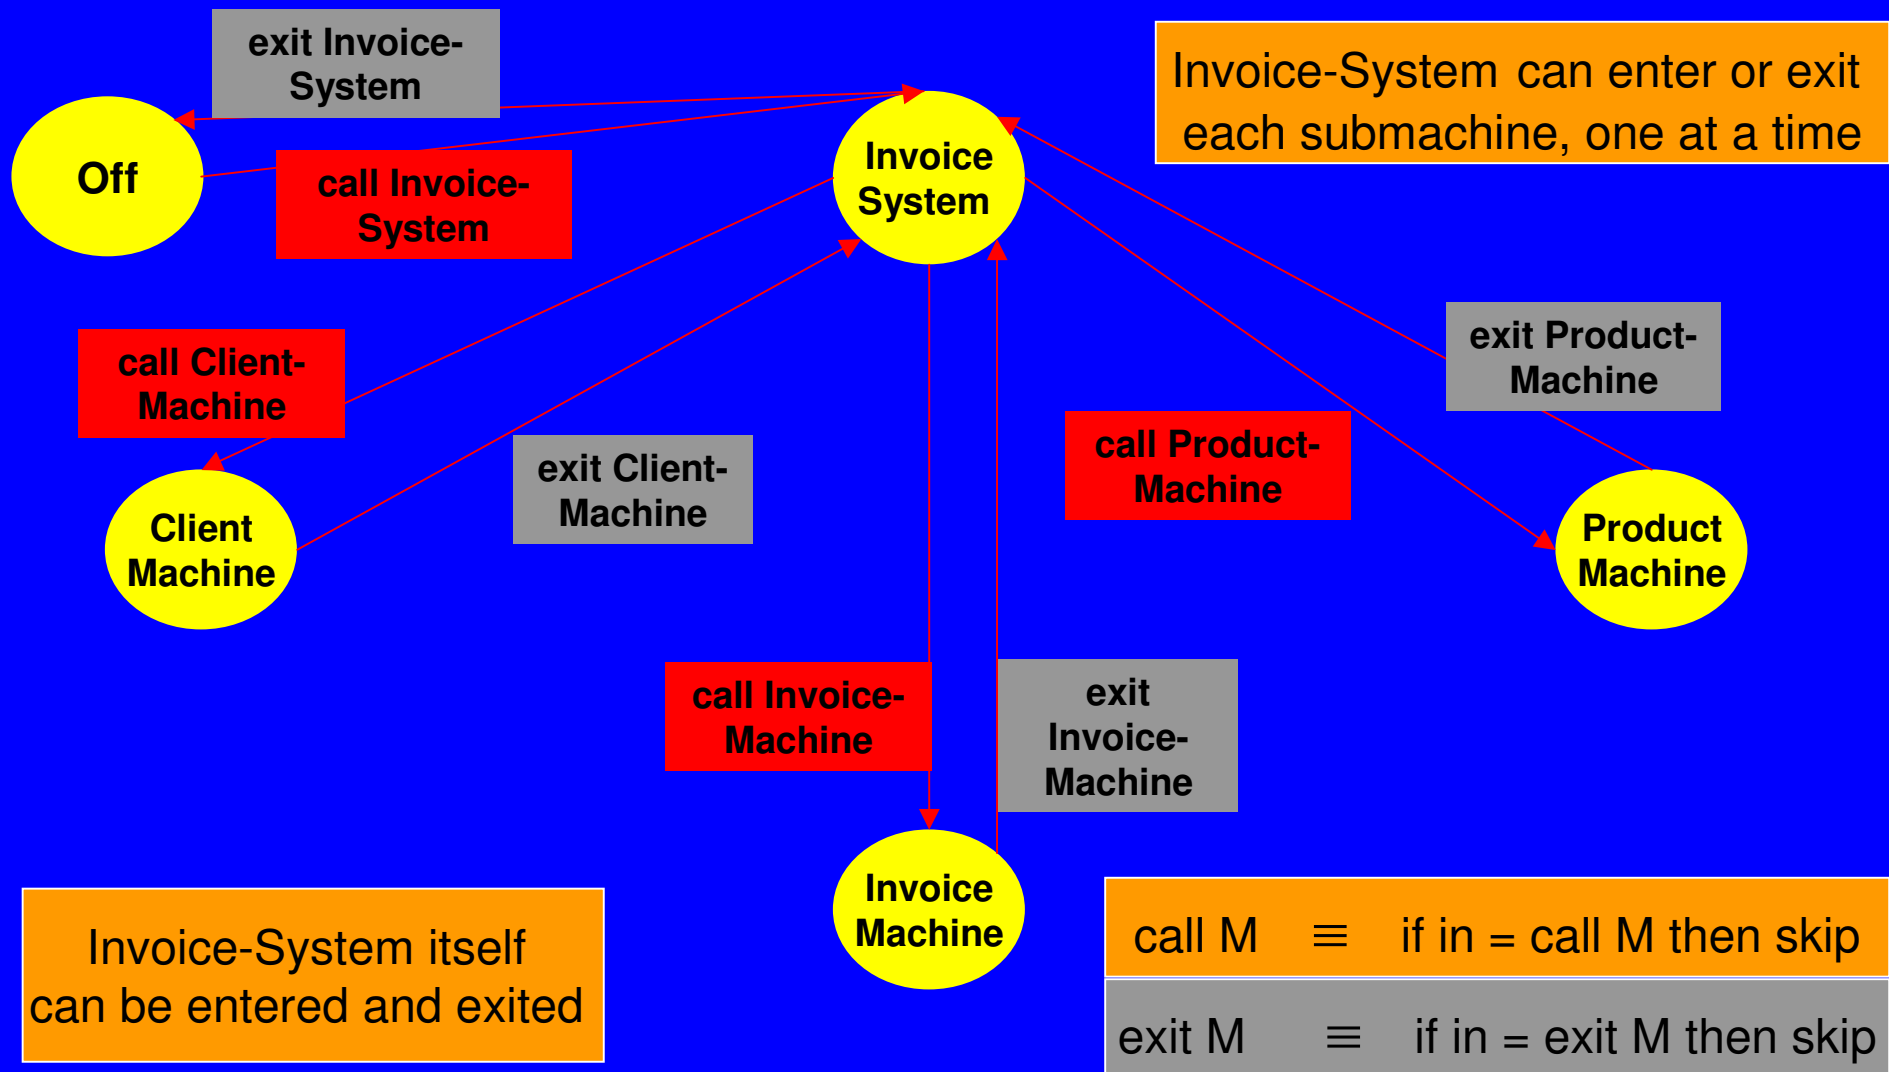 exit Invoice-
System
Invoice-System can enter or exit
each submachine, one at a time
Off
call Invoice-
System
Invoice
System
call Client-
Machine
exit Client-
Machine
call Product-
Machine
exit Product-
Machine
Client
Machine
Product
Machine
call Invoice-
Machine
exit
Invoice-
Machine
Invoice
Machine
Invoice-System itself
can be entered and exited
call M ≡ if in = call M then skip
exit M ≡ if in = exit M then skip